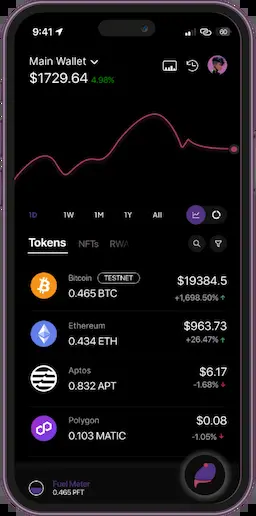 9:41 60
Main Wallet
$1729.64 4.98%
1D 1W 1M 1Y All
Tokens NFTs RWA
Bitcoin TESTNET $19384.5
0.465 BTC +1,698.50%
Ethereum $963.73
0.434 ETH +26.47%
Aptos $6.17
0.832 APT -1.68%
Polygon $0.08
0.103 MATIC -1.05%
Fuel Meter
0.465 PFT